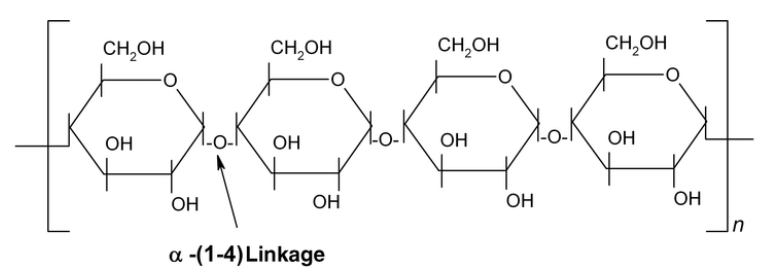 CH2OH CH2OH CH2OH CH2OH
O O O O
OH OH OH OH
-O- -O- -O-
OH OH OH OH
n
α -(1-4) Linkage